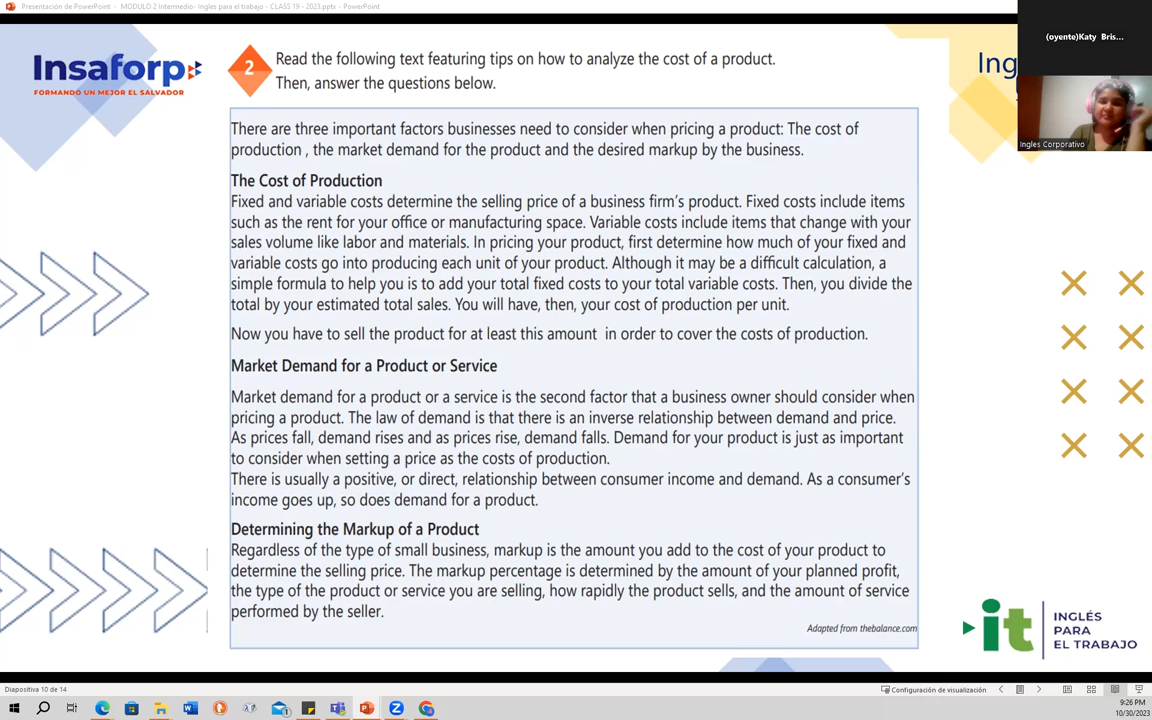 Presentación de PowerPoint - MODULO 2 Intermedio- Ingles para el trabajo - CLASS 19 - 2023.pptx - PowerPoint
(oyente)Katy Bris...
Ingles Corporativo
Insaforp
FORMANDO UN MEJOR EL SALVADOR
Ing
2
Read the following text featuring tips on how to analyze the cost of a product.
Then, answer the questions below.
There are three important factors businesses need to consider when pricing a product: The cost of
production , the market demand for the product and the desired markup by the business.
The Cost of Production
Fixed and variable costs determine the selling price of a business firm's product. Fixed costs include items
such as the rent for your office or manufacturing space. Variable costs include items that change with your
sales volume like labor and materials. In pricing your product, first determine how much of your fixed and
variable costs go into producing each unit of your product. Although it may be a difficult calculation, a
simple formula to help you is to add your total fixed costs to your total variable costs. Then, you divide the
total by your estimated total sales. You will have, then, your cost of production per unit.
Now you have to sell the product for at least this amount in order to cover the costs of production.
Market Demand for a Product or Service
Market demand for a product or a service is the second factor that a business owner should consider when
pricing a product. The law of demand is that there is an inverse relationship between demand and price.
As prices fall, demand rises and as prices rise, demand falls. Demand for your product is just as important
to consider when setting a price as the costs of production.
There is usually a positive, or direct, relationship between consumer income and demand. As a consumer's
income goes up, so does demand for a product.
Determining the Markup of a Product
Regardless of the type of small business, markup is the amount you add to the cost of your product to
determine the selling price. The markup percentage is determined by the amount of your planned profit,
the type of the product or service you are selling, how rapidly the product sells, and the amount of service
performed by the seller.
Adapted from thebalance.com
it
INGLÉS
PARA
EL TRABAJO
Diapositiva 10 de 14
Configuración de visualización
9:26 PM
10/30/2023